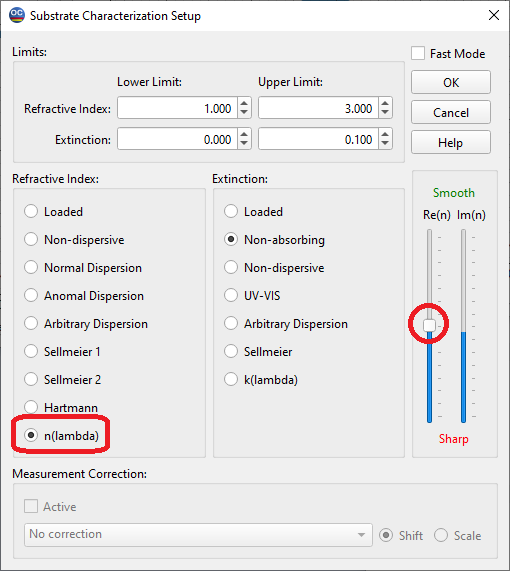 OC Substrate Characterization Setup
Limits:
Fast Mode
Lower Limit: Upper Limit:
Refractive Index: 1.000 3.000
Extinction: 0.000 0.100
OK
Cancel
Help
Refractive Index:
Loaded
Non-dispersive
Normal Dispersion
Anomal Dispersion
Arbitrary Dispersion
Sellmeier 1
Sellmeier 2
Hartmann
n(lambda)
Extinction:
Loaded
Non-absorbing
Non-dispersive
UV-VIS
Arbitrary Dispersion
Sellmeier
k(lambda)
Smooth
Re(n) Im(n)
Sharp
Measurement Correction:
Active
No correction Shift Scale